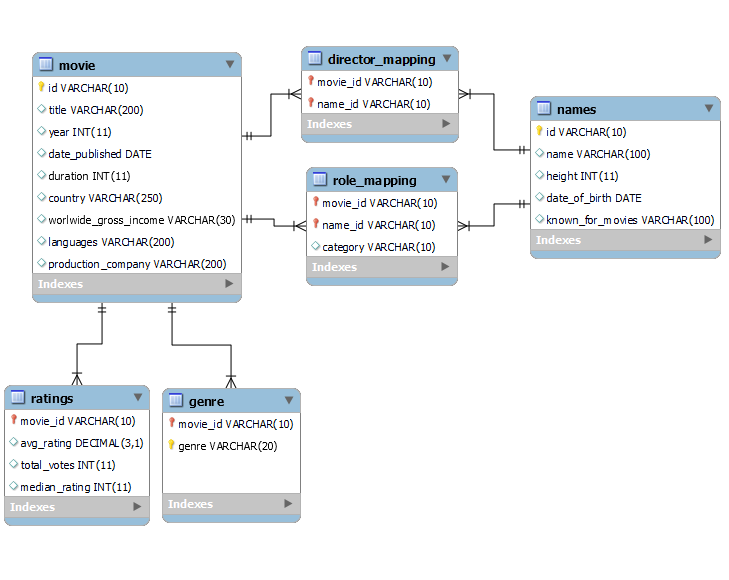 movie
id VARCHAR(10)
title VARCHAR(200)
year INT(11)
date_published DATE
duration INT(11)
country VARCHAR(250)
worlwide_gross_income VARCHAR(30)
languages VARCHAR(200)
production_company VARCHAR(200)
Indexes
director_mapping
movie_id VARCHAR(10)
name_id VARCHAR(10)
Indexes
role_mapping
movie_id VARCHAR(10)
name_id VARCHAR(10)
category VARCHAR(10)
Indexes
names
id VARCHAR(10)
name VARCHAR(100)
height INT(11)
date_of_birth DATE
known_for_movies VARCHAR(100)
Indexes
ratings
movie_id VARCHAR(10)
avg_rating DECIMAL(3,1)
total_votes INT(11)
median_rating INT(11)
Indexes
genre
movie_id VARCHAR(10)
genre VARCHAR(20)
Indexes